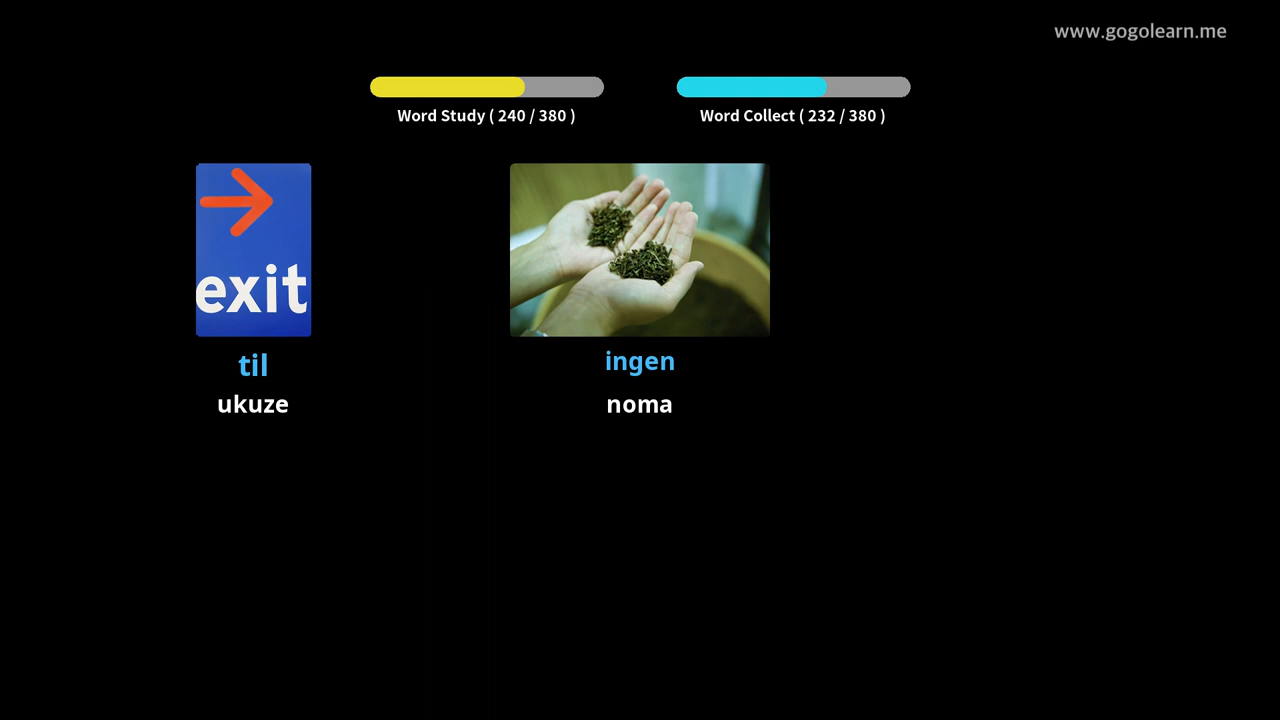 www.gogolearn.me
Word Study ( 240 / 380 )
Word Collect ( 232 / 380 )
exit
til
ukuze
ingen
noma